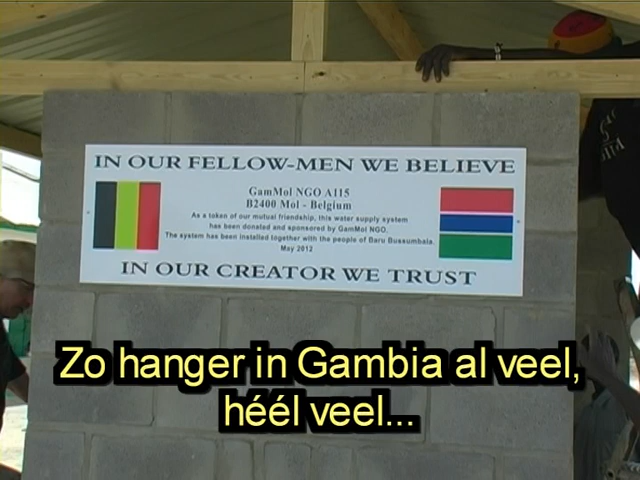 IN OUR FELLOW-MEN WE BELIEVE
GamMol NGO A115
B2400 Mol - Belgium
As a token of our mutual friendship, this water supply system
has been donated and sponsored by GamMol NGO.
The system has been installed together with the people of Baru Bussumbala.
May 2012
IN OUR CREATOR WE TRUST
Zo hanger in Gambia al veel,
héél veel...